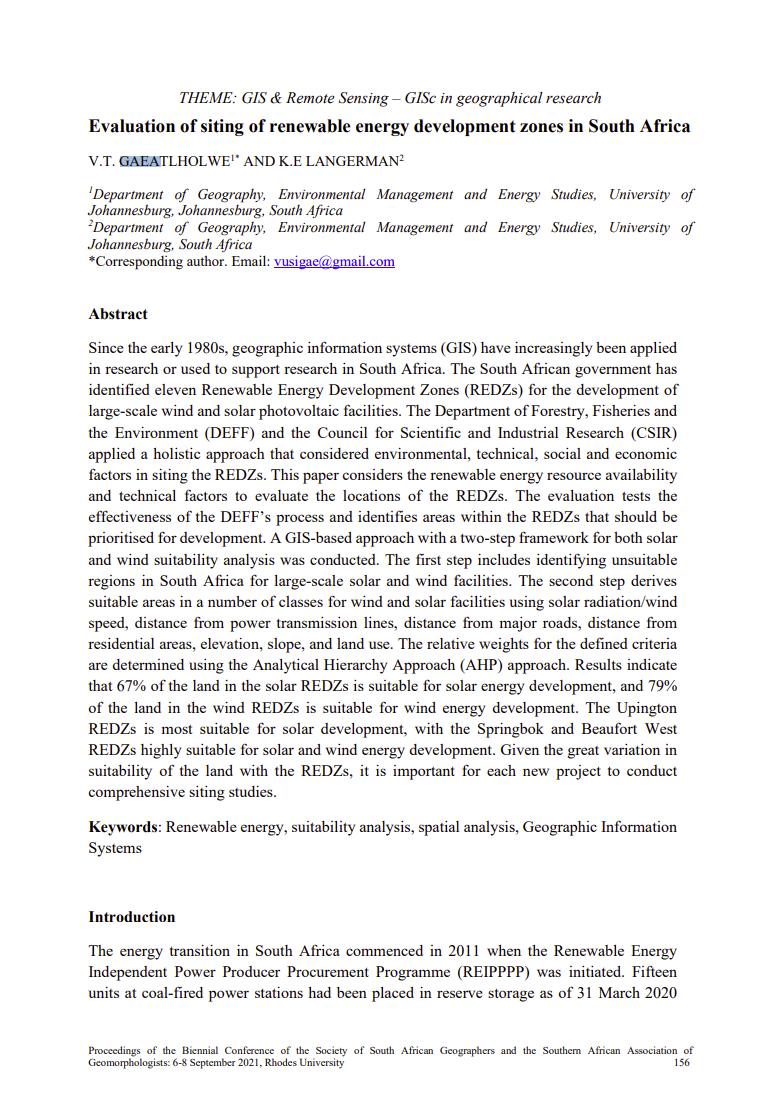 THEME: GIS & Remote Sensing – GISc in geographical research
Evaluation of siting of renewable energy development zones in South Africa
V.T. GAEATLHOLWE1* AND K.E LANGERMAN2
1Department of Geography, Environmental Management and Energy Studies, University of
Johannesburg, Johannesburg, South Africa
2Department of Geography, Environmental Management and Energy Studies, University of
Johannesburg, South Africa
*Corresponding author. Email: vusigae@gmail.com
Abstract
Since the early 1980s, geographic information systems (GIS) have increasingly been applied
in research or used to support research in South Africa. The South African government has
identified eleven Renewable Energy Development Zones (REDZs) for the development of
large-scale wind and solar photovoltaic facilities. The Department of Forestry, Fisheries and
the Environment (DEFF) and the Council for Scientific and Industrial Research (CSIR)
applied a holistic approach that considered environmental, technical, social and economic
factors in siting the REDZs. This paper considers the renewable energy resource availability
and technical factors to evaluate the locations of the REDZs. The evaluation tests the
effectiveness of the DEFF’s process and identifies areas within the REDZs that should be
prioritised for development. A GIS-based approach with a two-step framework for both solar
and wind suitability analysis was conducted. The first step includes identifying unsuitable
regions in South Africa for large-scale solar and wind facilities. The second step derives
suitable areas in a number of classes for wind and solar facilities using solar radiation/wind
speed, distance from power transmission lines, distance from major roads, distance from
residential areas, elevation, slope, and land use. The relative weights for the defined criteria
are determined using the Analytical Hierarchy Approach (AHP) approach. Results indicate
that 67% of the land in the solar REDZs is suitable for solar energy development, and 79%
of the land in the wind REDZs is suitable for wind energy development. The Upington
REDZs is most suitable for solar development, with the Springbok and Beaufort West
REDZs highly suitable for solar and wind energy development. Given the great variation in
suitability of the land with the REDZs, it is important for each new project to conduct
comprehensive siting studies.
Keywords: Renewable energy, suitability analysis, spatial analysis, Geographic Information
Systems
Introduction
The energy transition in South Africa commenced in 2011 when the Renewable Energy
Independent Power Producer Procurement Programme (REIPPPP) was initiated. Fifteen
units at coal-fired power stations had been placed in reserve storage as of 31 March 2020
Proceedings of the Biennial Conference of the Society of South African Geographers and the Southern African Association of
Geomorphologists: 6-8 September 2021, Rhodes University 156